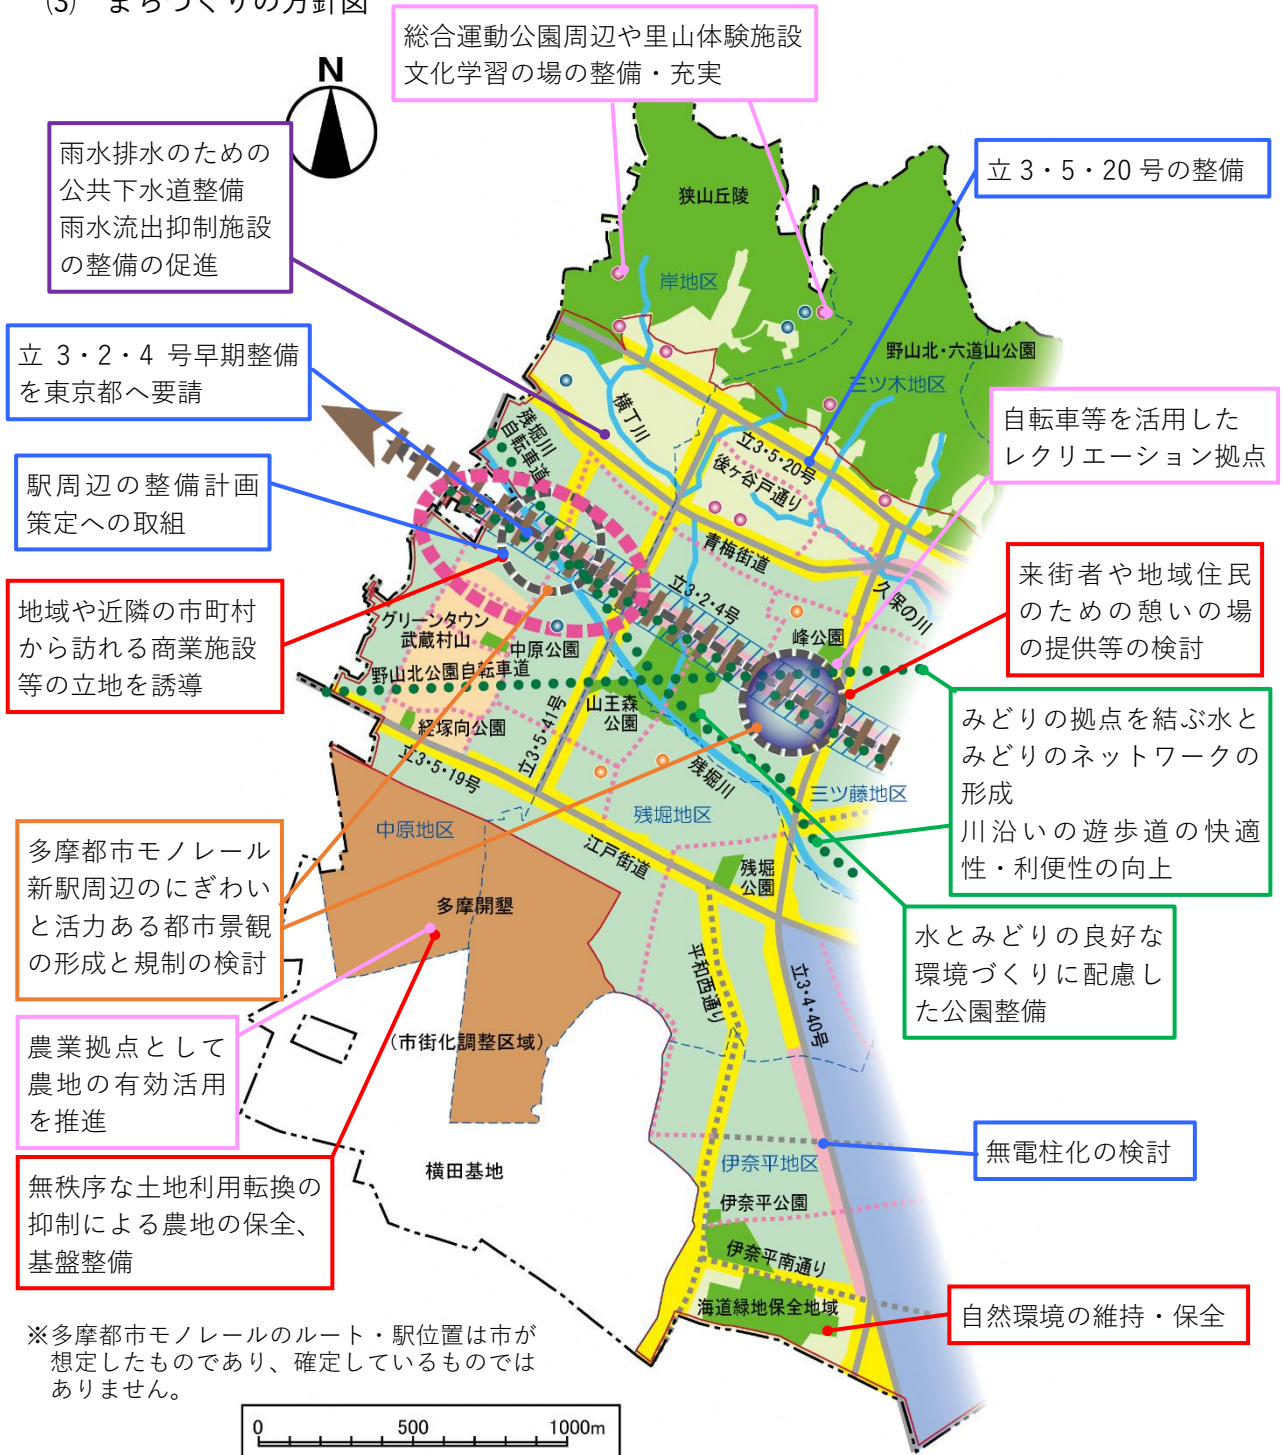 (3) まちづくりの方針図
総合運動公園周辺や里山体験施設
文化学習の場の整備・充実
N
雨水排水のための
公共下水道整備
雨水流出抑制施設
の整備の促進
立 3・5・20 号の整備
狭山丘陵
岸地区
立 3・2・4 号早期整備
を東京都へ要請
野山北・六道山公園
三ツ木地区
自転車等を活用した
レクリエーション拠点
横丁川
残堀川
自転車道
立3・5・20号
後ヶ谷戸通り
駅周辺の整備計画
策定への取組
青梅街道
来街者や地域住民
のための憩いの場
の提供等の検討
地域や近隣の市町村
から訪れる商業施設
等の立地を誘導
立3・2・4号
久保の川
グリーンタウン
武蔵村山
中原公園
峰公園
野山北公園自転車道
山王森
公園
経塚向公園
立3・5・41号
みどりの拠点を結ぶ水と
みどりのネットワークの
形成
川沿いの遊歩道の快適
性・利便性の向上
立3・5・19号
残堀川
三ツ藤地区
中原地区
残堀地区
江戸街道
多摩都市モノレール
新駅周辺のにぎわい
と活力ある都市景観
の形成と規制の検討
残堀
公園
多摩開墾
水とみどりの良好な
環境づくりに配慮し
た公園整備
平和西通り
立3・4・40号
農業拠点として
農地の有効活用
を推進
(市街化調整区域)
無電柱化の検討
横田基地
伊奈平地区
無秩序な土地利用転換の
抑制による農地の保全、
基盤整備
伊奈平公園
伊奈平南通り
海道緑地保全地域
自然環境の維持・保全
※多摩都市モノレールのルート・駅位置は市が
想定したものであり、確定しているものでは
ありません。
0 500 1000m